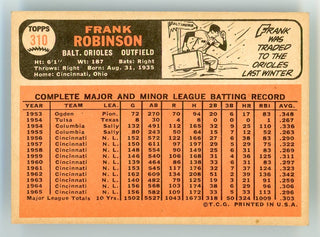 TOPPS
310
FRANK
ROBINSON
BALT. ORIOLES OUTFIELD
Ht: 6'1" Wt: 187 Bats: Right
Throws: Right Born: Aug. 31, 1935
Home: Cincinnati, Ohio
BALTIMORE
FRANK
WAS
TRADED
TO THE
ORIOLES
LAST WINTER
COMPLETE MAJOR AND MINOR LEAGUE BATTING RECORD
YEAR TEAM LEA G AB R H 2B 3B HR RBI AVG.
1953 Ogden Pion. 72 270 70 94 20 6 17 83 .348
1954 Tulsa Texas 8 30 4 8 0 0 0 1 .267
1954 Columbia Sally 132 491 112 165 32 9 25 110 .336
1955 Columbia Sally 80 243 50 64 15 7 12 52 .263
1956 Cincinnati N.L. 152 572 122 166 27 6 38 83 .290
1957 Cincinnati N.L. 150 611 97 197 29 5 29 75 .322
1958 Cincinnati N.L. 148 554 90 149 25 6 31 83 .269
1959 Cincinnati N.L. 146 540 106 168 31 4 36 125 .311
1960 Cincinnati N.L. 139 464 86 138 33 6 31 83 .297
1961 Cincinnati N.L. 153 545 117 176 32 7 37 124 .323
1962 Cincinnati N.L. 162 609 134 208 51 2 39 136 .342
1963 Cincinnati N.L. 140 482 79 125 19 3 21 91 .259
1964 Cincinnati N.L. 156 568 103 174 38 6 29 96 .306
1965 Cincinnati N.L. 156 582 109 172 33 5 33 113 .296
Major League Totals 10 Yrs. 1502 5527 1043 1673 318 50 324 1009 .303
©T.C.G. PRINTED IN U.S.A.